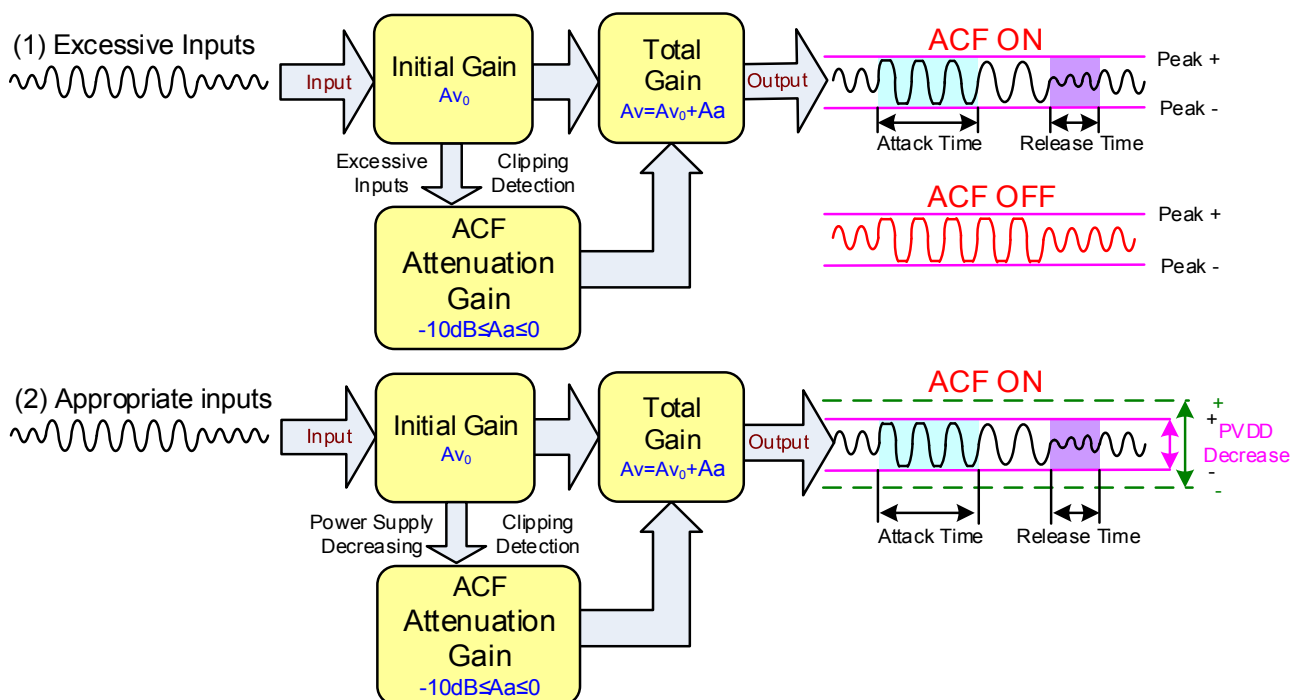 (1) Excessive Inputs
Input
Initial Gain
Av0
Total
Gain
Av=Av0+Aa
Output
ACF ON
Peak +
Peak -
Attack Time
Release Time
Excessive
Inputs
Clipping
Detection
ACF
Attenuation
Gain
-10dB≤Aa≤0
ACF OFF
Peak +
Peak -
(2) Appropriate inputs
Input
Initial Gain
Av0
Total
Gain
Av=Av0+Aa
Output
ACF ON
+
+
PVDD
Decrease
-
-
Attack Time
Release Time
Power Supply
Decreasing
Clipping
Detection
ACF
Attenuation
Gain
-10dB≤Aa≤0